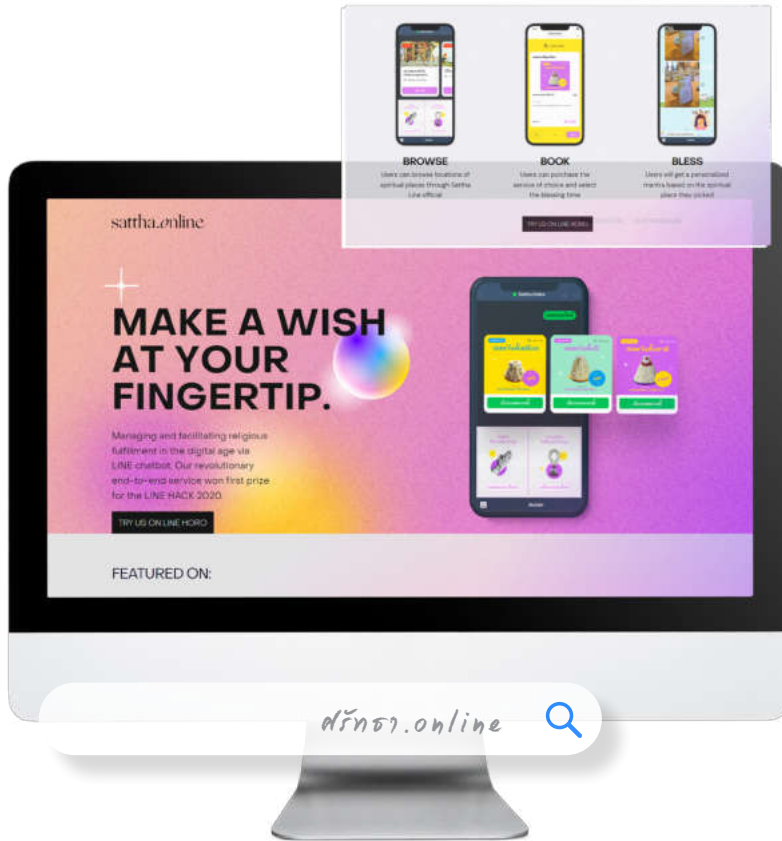 BROWSE
Users can browse locations of
spiritual places through Sattha
Line official
BOOK
Users can purchase the
service of choice and select
the blessing time
BLESS
Users will get a personalized
mantra based on the spiritual
place they picked
TRY US ON LINE HORO
sattha.online
MAKE A WISH
AT YOUR
FINGERTIP.
Managing and facilitating religious
fulfillment in the digital age via
LINE chatbot. Our revolutionary
end-to-end service won first prize
for the LINE HACK 2020.
TRY US ON LINE HORO
FEATURED ON:
ศรัทธา.online